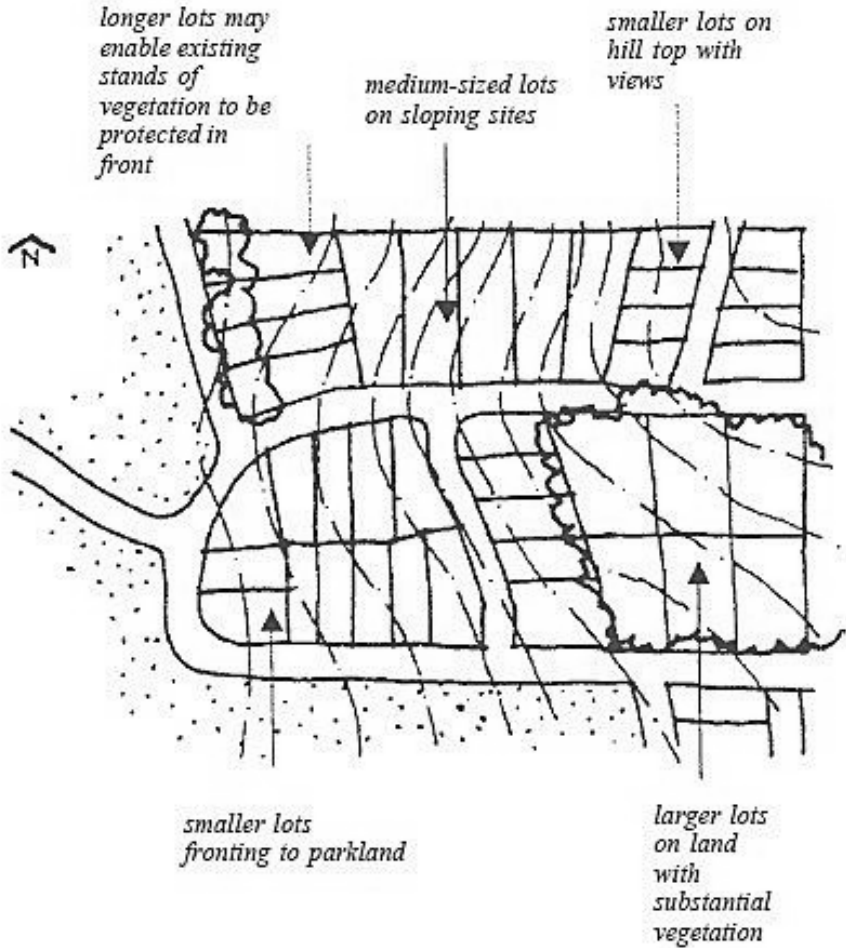 longer lots may
enable existing
stands of
vegetation to be
protected in
front
medium-sized lots
on sloping sites
smaller lots on
hill top with
views
N
smaller lots
fronting to parkland
larger lots
on land
with
substantial
vegetation